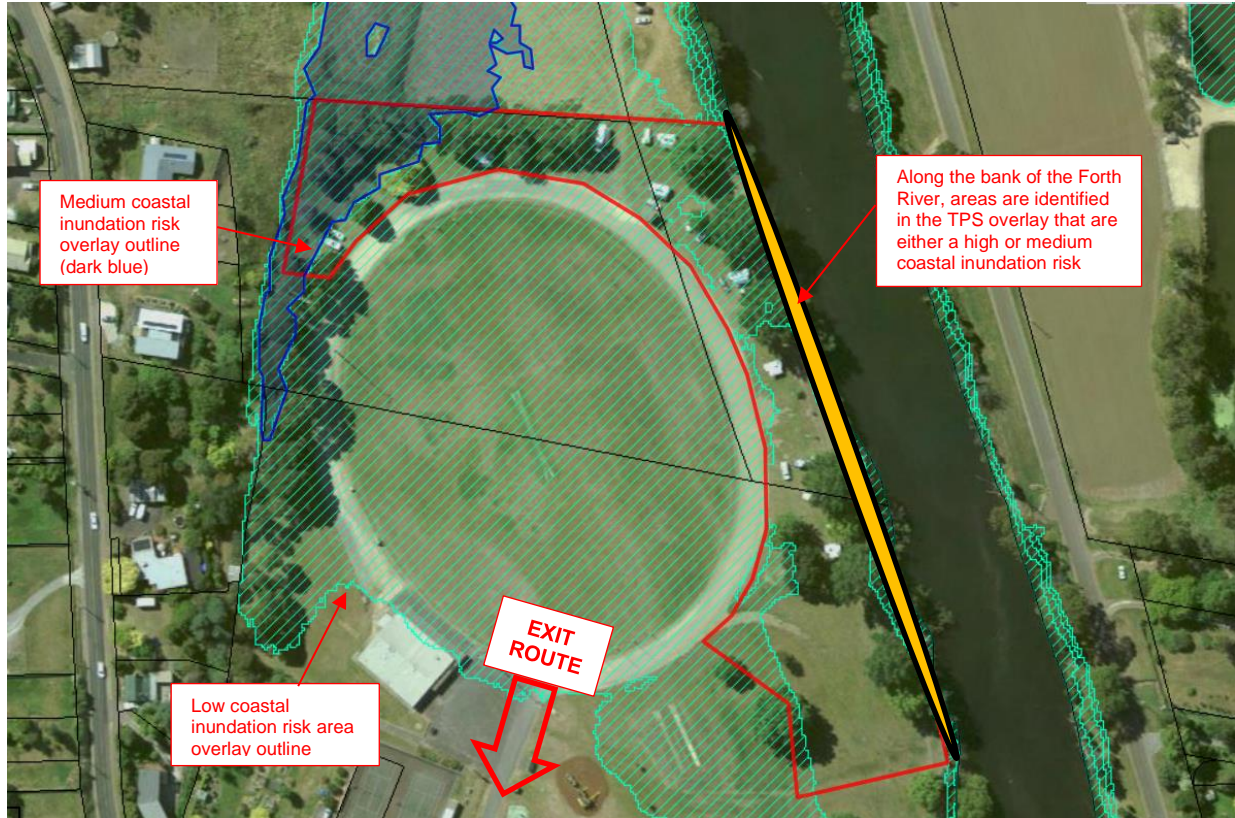 Medium coastal
inundation risk
overlay outline
(dark blue)
Along the bank of the Forth
River, areas are identified
in the TPS overlay that are
either a high or medium
coastal inundation risk
D
EXIT
ROUTE
Low coastal
inundation risk area
overlay outline